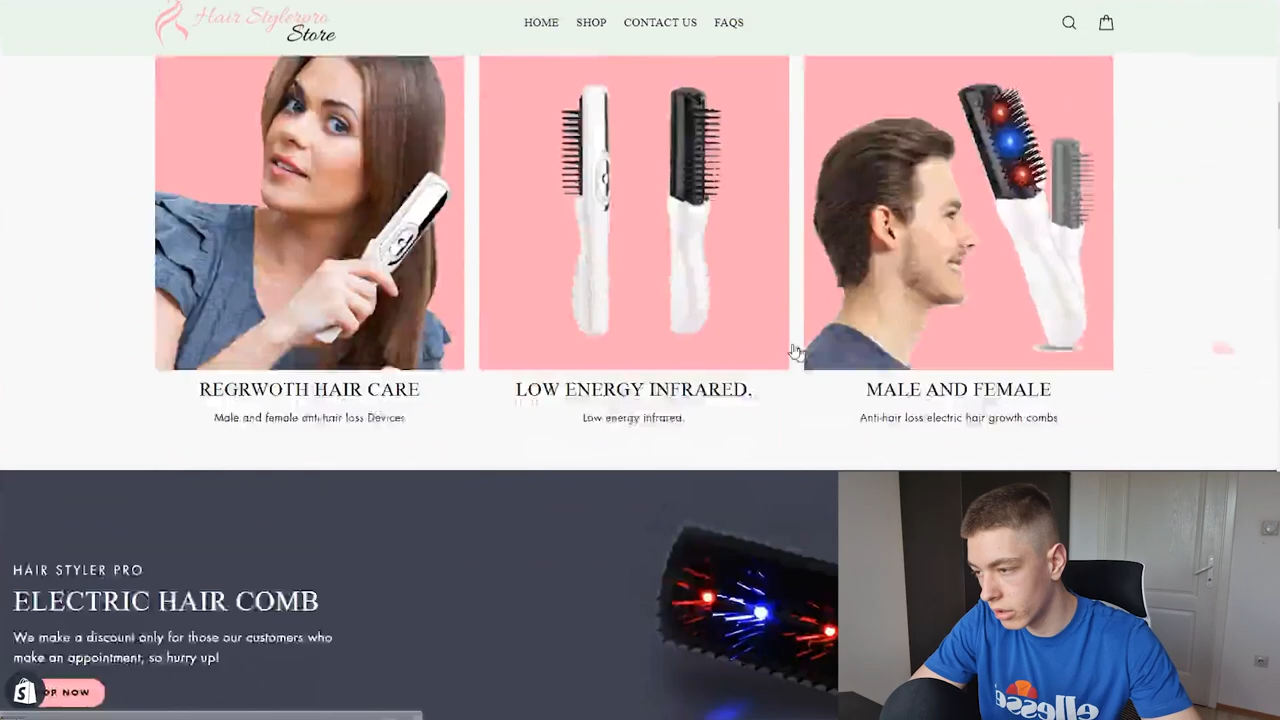 Hair Stylerpro
Store
HOME SHOP CONTACT US FAQS
REGRWOTH HAIR CARE
Male and female anti-hair loss Devices
LOW ENERGY INFRARED.
Low energy infrared.
MALE AND FEMALE
Anti-hair loss electric hair growth combs
HAIR STYLER PRO
ELECTRIC HAIR COMB
We make a discount only for those our customers who
make an appointment, so hurry up!
OP NOW
ellesse